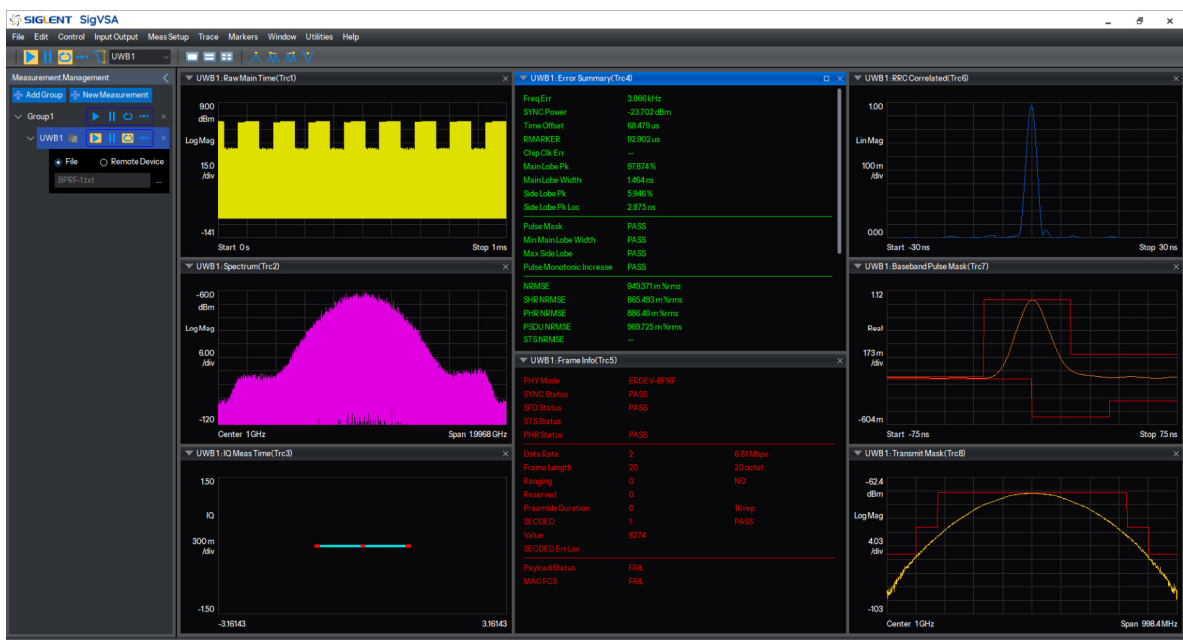 SIGLENT SigVSA
File Edit Control Input Output Meas Setup Trace Markers Window Utilities Help
UWB1
Measurement Management
Add Group New Measurement
Group1
UWB1
File Remote Device
BPRF-1.txt ...
UWB1: Raw Main Time(Trc1)
9.00
dBm
Log Mag
15.0
/div
-141
Start 0 s Stop 1 ms
UWB1: Spectrum(Trc2)
-60.0
dBm
Log Mag
6.00
/div
-120
Center 1 GHz Span 1.9968 GHz
UWB1: IQ Meas Time(Trc3)
1.50
IQ
300 m
/div
-1.50
-3.16143 3.16143
UWB1: Error Summary(Trc4)
Freq Err 3.866 kHz
SYNC Power -23.702 dBm
Time Offset 68.479 us
RMARKER 92.902 us
Chip Clk Err --
Main Lobe Pk 97.874 %
Main Lobe Width 1.464 ns
Side Lobe Pk 5.946 %
Side Lobe Pk Loc 2.875 ns
Pulse Mask PASS
Min Main Lobe Width PASS
Max Side Lobe PASS
Pulse Monotonic Increase PASS
NRMSE 949.371 m %rms
SHR NRMSE 865.493 m %rms
PHR NRMSE 886.49 m %rms
PSDU NRMSE 969.725 m %rms
STS NRMSE --
UWB1: Frame Info(Trc5)
PHY Mode ERDEV-BPRF
SYNC Status PASS
SFD Status PASS
STS Status
PHR Status PASS
Data Rate 2 6.81 Mbps
Frame Length 20 20 octet
Ranging 0 NO
Reserved 0
Preamble Duration 0 16 rep
SECDED 1 PASS
Value 8274
SECDED Err Loc
Payload Status FAIL
MAC FCS FAIL
UWB1: RRC Correlated(Trc6)
1.00
Lin Mag
100 m
/div
0.00
Start -30 ns Stop 30 ns
UWB1: Baseband Pulse Mask(Trc7)
1.12
Real
173 m
/div
-604 m
Start -7.5 ns Stop 7.5 ns
UWB1: Transmit Mask(Trc8)
-62.4
dBm
Log Mag
4.03
/div
-103
Center 1 GHz Span 998.4 MHz